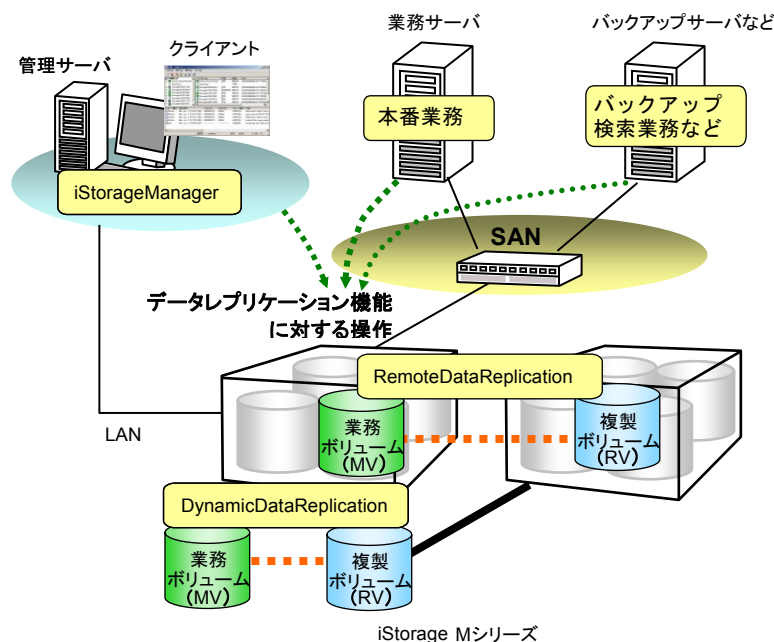 業務サーバ
バックアップサーバなど
クライアント
管理サーバ
本番業務
バックアップ
検索業務など
iStorageManager
SAN
データレプリケーション機能
に対する操作
RemoteDataReplication
LAN
業務
ボリューム
(MV)
複製
ボリューム
(RV)
DynamicDataReplication
業務
ボリューム
(MV)
複製
ボリューム
(RV)
iStorage Mシリーズ